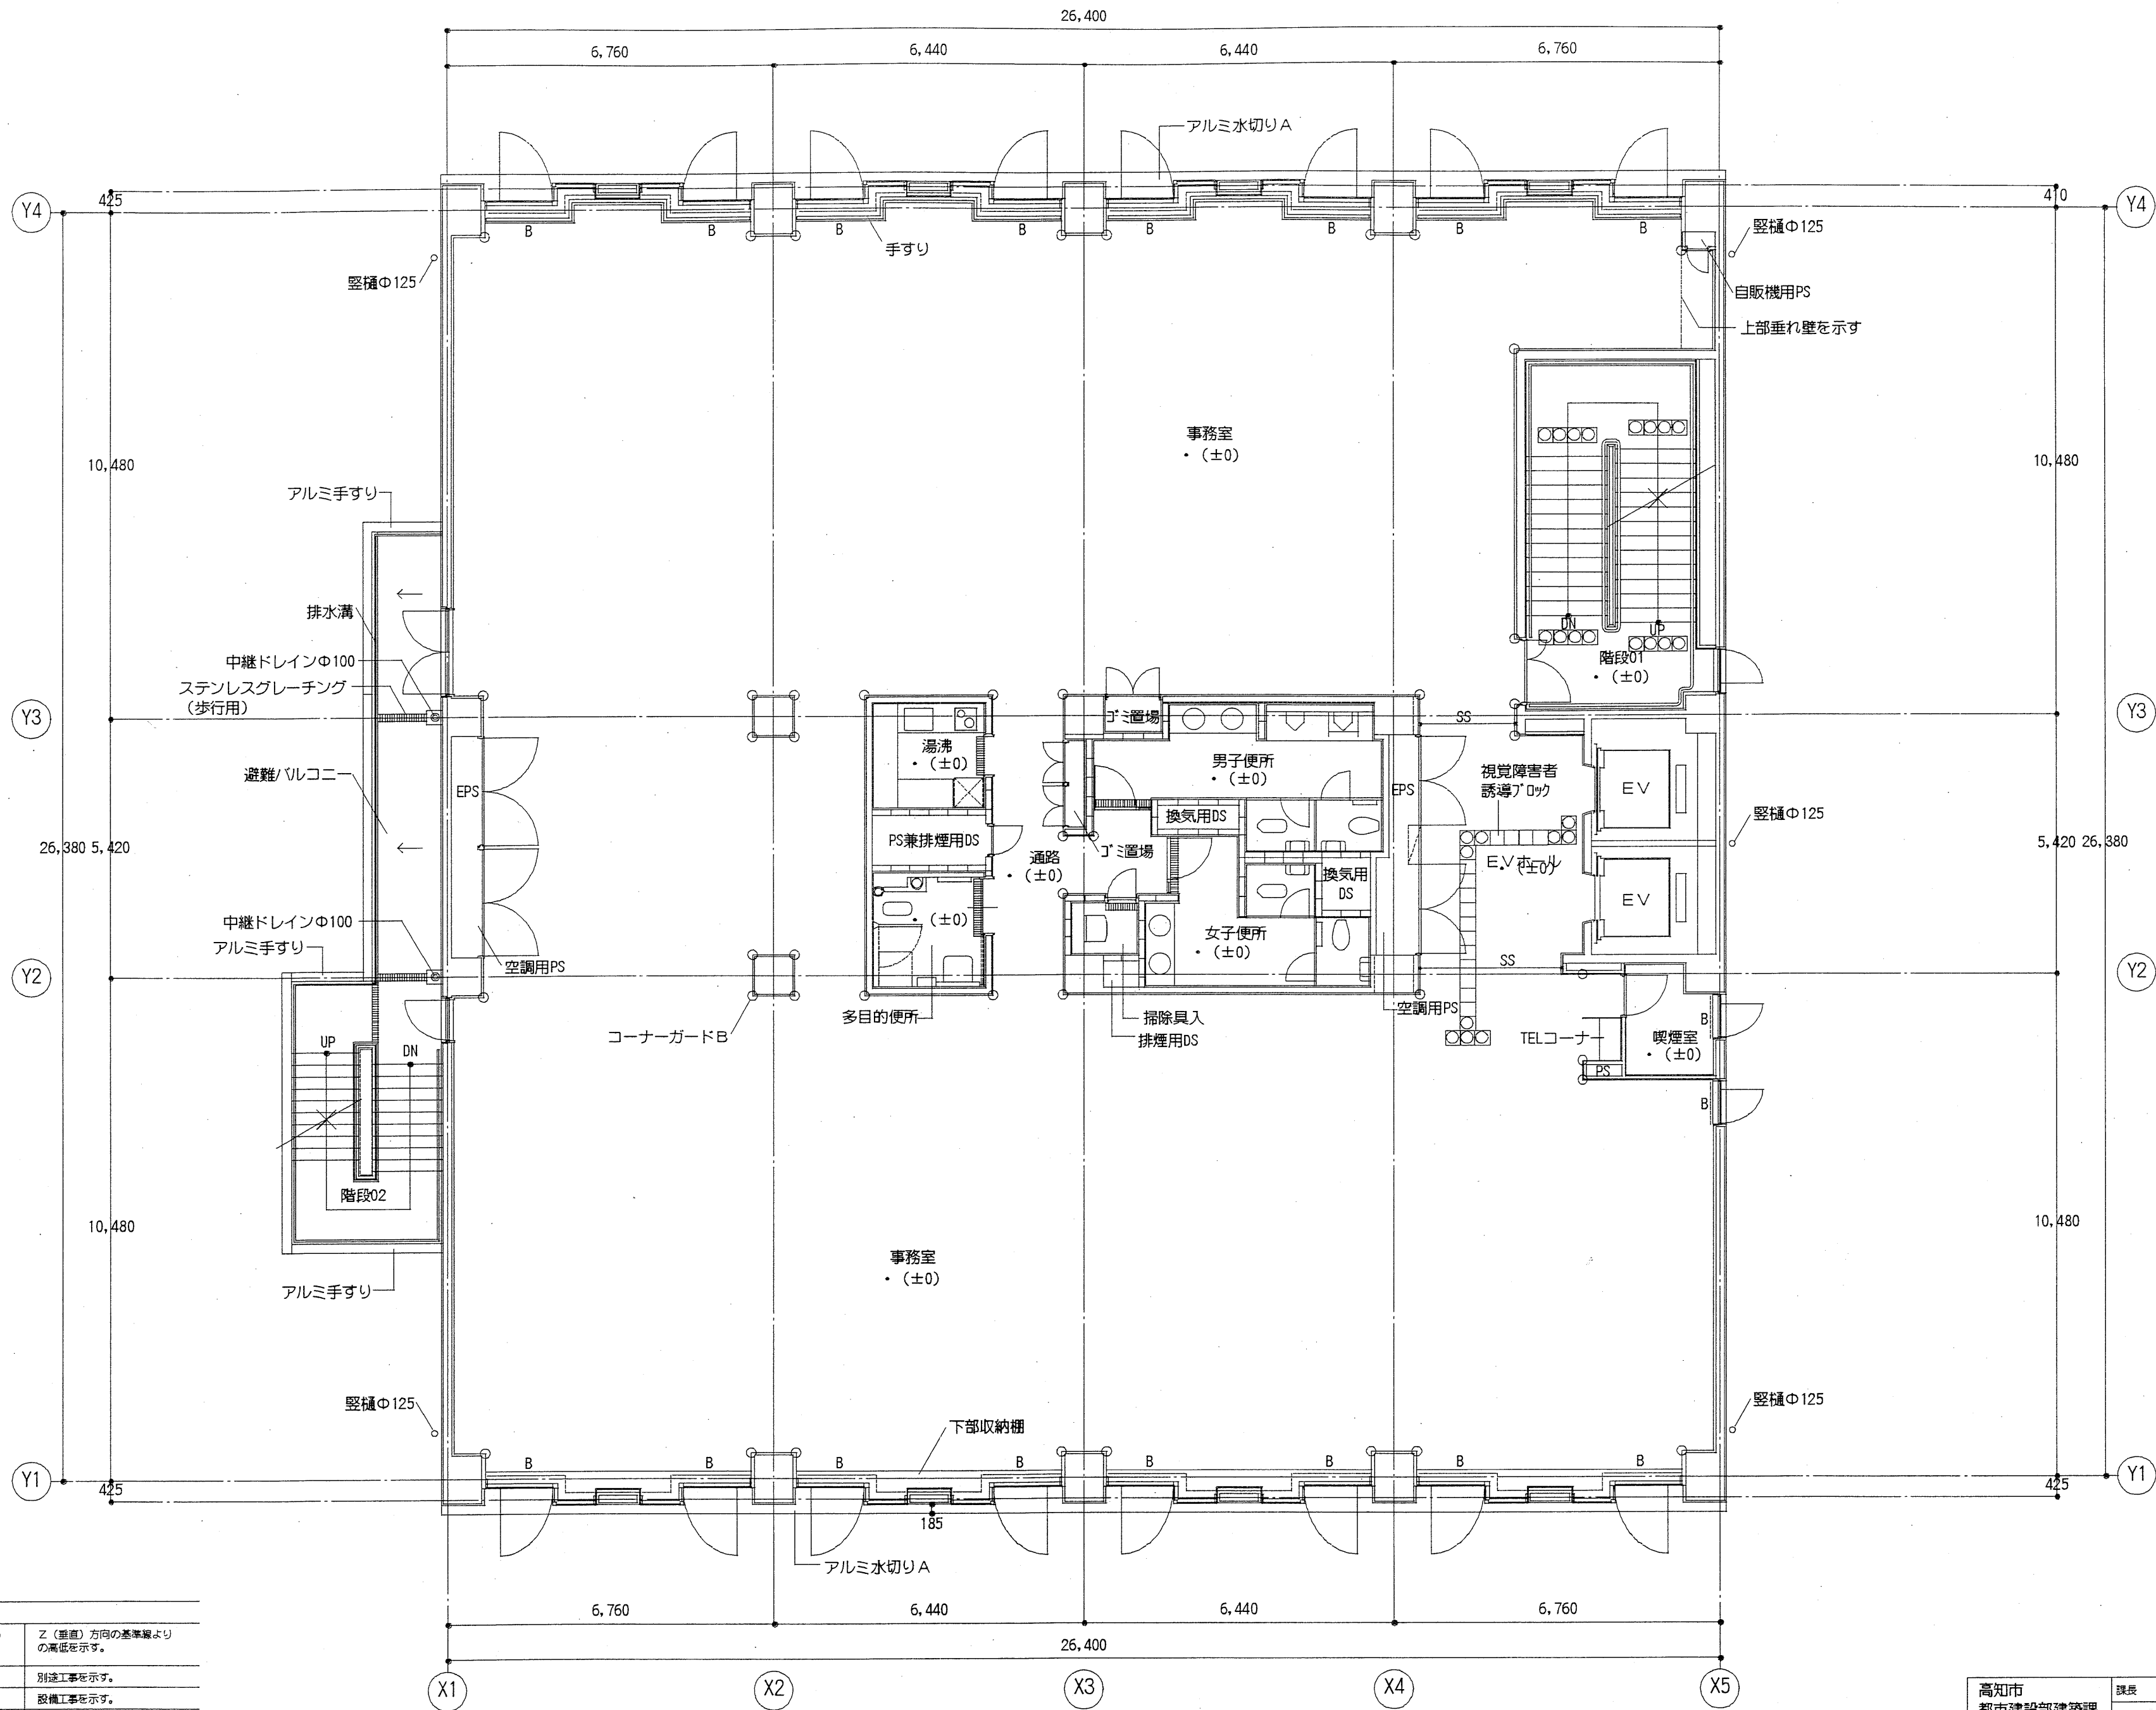 26,400
6,760
6,440
6,440
6,760
アルミ水切りA
Y4
425
410
Y4
B
B
B
B
B
B
B
B
手すり
竪樋Φ125
竪樋Φ125
自販機用PS
上部垂れ壁を示す
事務室
・(±0)
10,480
10,480
アルミ手すり
排水溝
中継ドレインΦ100
ステンレスグレーチング
(歩行用)
DN
UP
階段01
・(±0)
Y3
Y3
ゴミ置場
SS
湯沸
・(±0)
男子便所
・(±0)
視覚障害者
誘導ブロック
EV
避難バルコニー
EPS
EPS
換気用DS
竪樋Φ125
PS兼排煙用DS
26,380
5,420
5,420
26,380
通路
・(±0)
ゴミ置場
EVホール
・(±0)
換気用
DS
EV
・(±0)
中継ドレインΦ100
アルミ手すり
女子便所
・(±0)
空調用PS
SS
Y2
Y2
多目的便所
掃除具入
排煙用DS
空調用PS
コーナーガードB
TELコーナー
喫煙室
・(±0)
B
PS
B
UP
DN
階段02
10,480
10,480
アルミ手すり
事務室
・(±0)
竪樋Φ125
竪樋Φ125
下部収納棚
B
B
B
B
B
B
B
B
Y1
Y1
425
425
185
アルミ水切りA
6,760
6,440
6,440
6,760
26,400
X1
X2
X3
X4
X5
Z(垂直)方向の基準線より
の高低を示す。
別途工事を示す。
設備工事を示す。
高知市
都市建設部建築課
課長